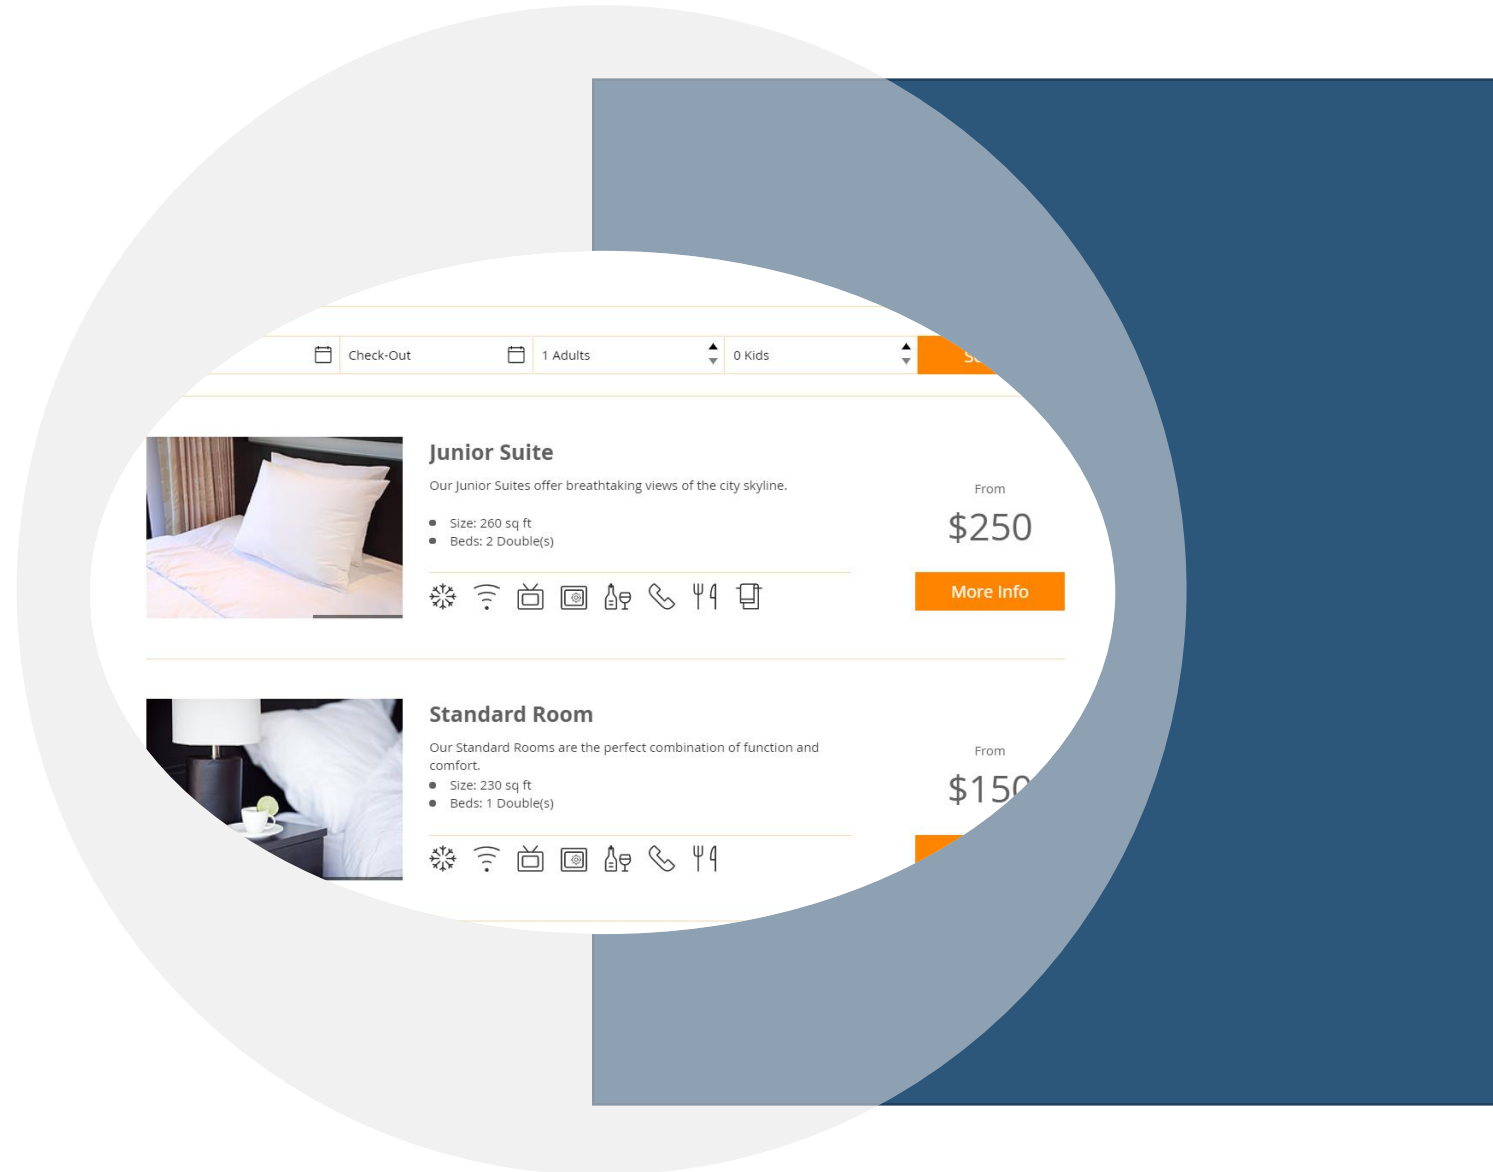 Check-Out 1 Adults 0 Kids
Junior Suite
Our Junior Suites offer breathtaking views of the city skyline.
Size: 260 sq ft
Beds: 2 Double(s)
From
$250
More Info
Standard Room
Our Standard Rooms are the perfect combination of function and
comfort.
Size: 230 sq ft
Beds: 1 Double(s)
From
$150